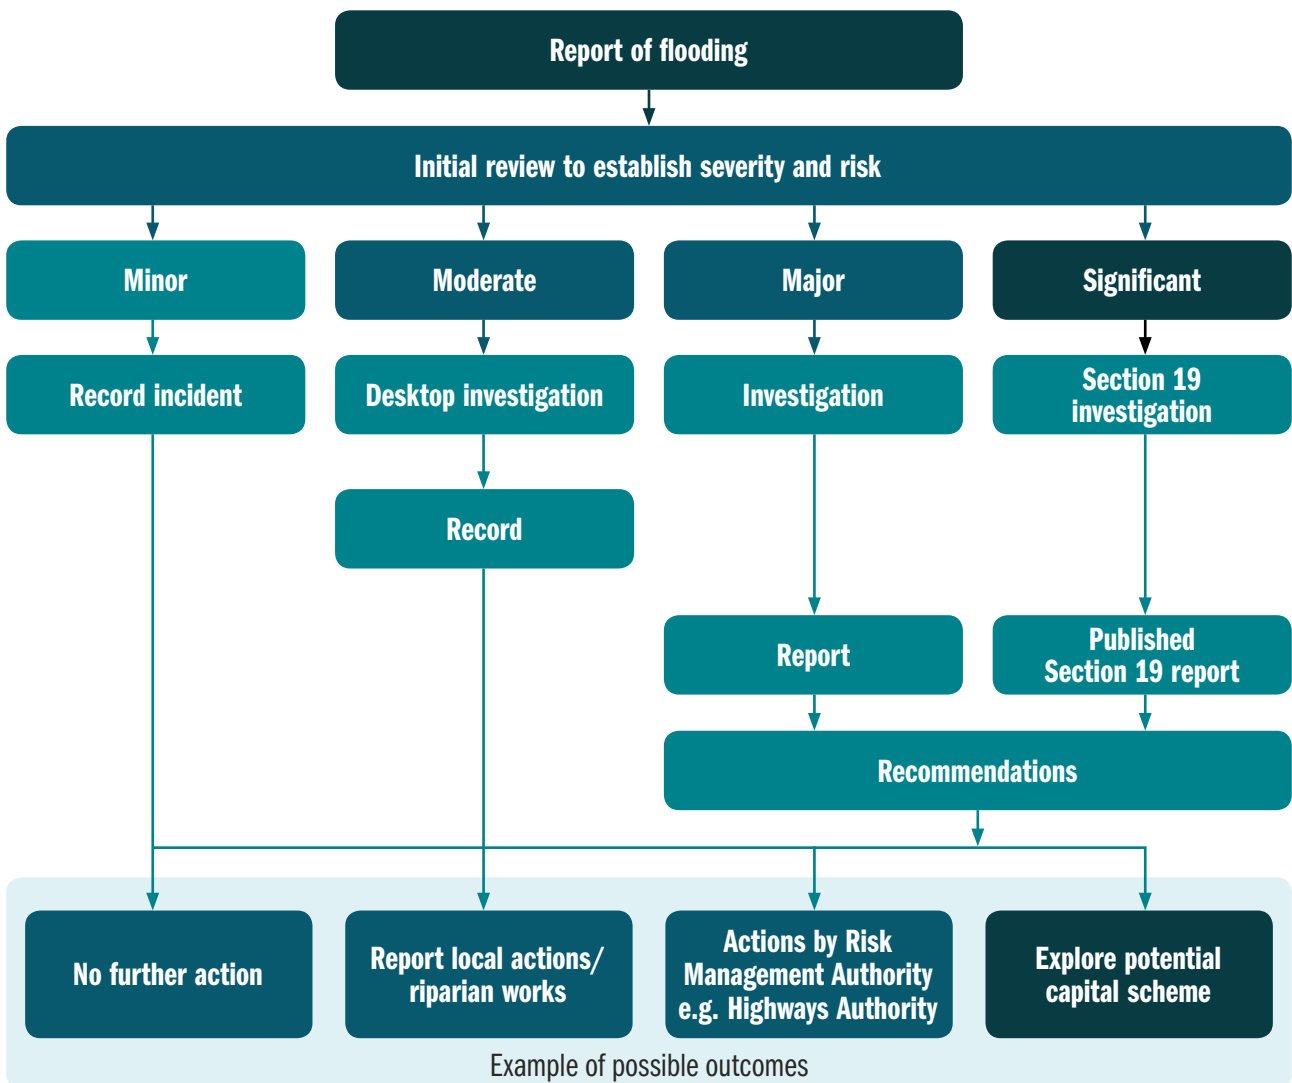 Report of flooding
Initial review to establish severity and risk
Minor
Moderate
Major
Significant
Record incident
Desktop investigation
Investigation
Section 19
investigation
Record
Report
Published
Section 19 report
Recommendations
No further action
Report local actions/
riparian works
Actions by Risk
Management Authority
e.g. Highways Authority
Explore potential
capital scheme
Example of possible outcomes